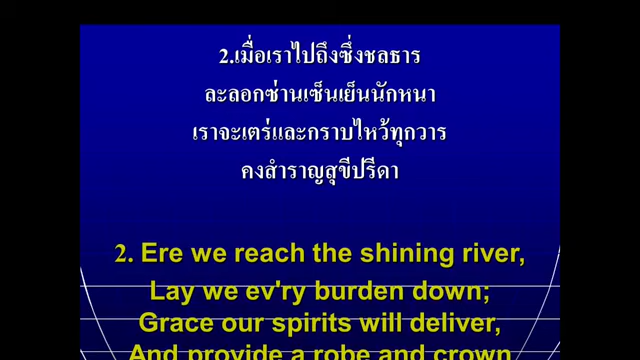 2.เมื่อเราไปถึงซึ่งชลธาร
ละลอกซ่านเซ็นเย็นนักหนา
เราจะเตร่และกราบไหว้ทุกวาร
คงสำราญสุขีปรีดา
2. Ere we reach the shining river,
Lay we ev'ry burden down;
Grace our spirits will deliver,
And provide a robe and crown